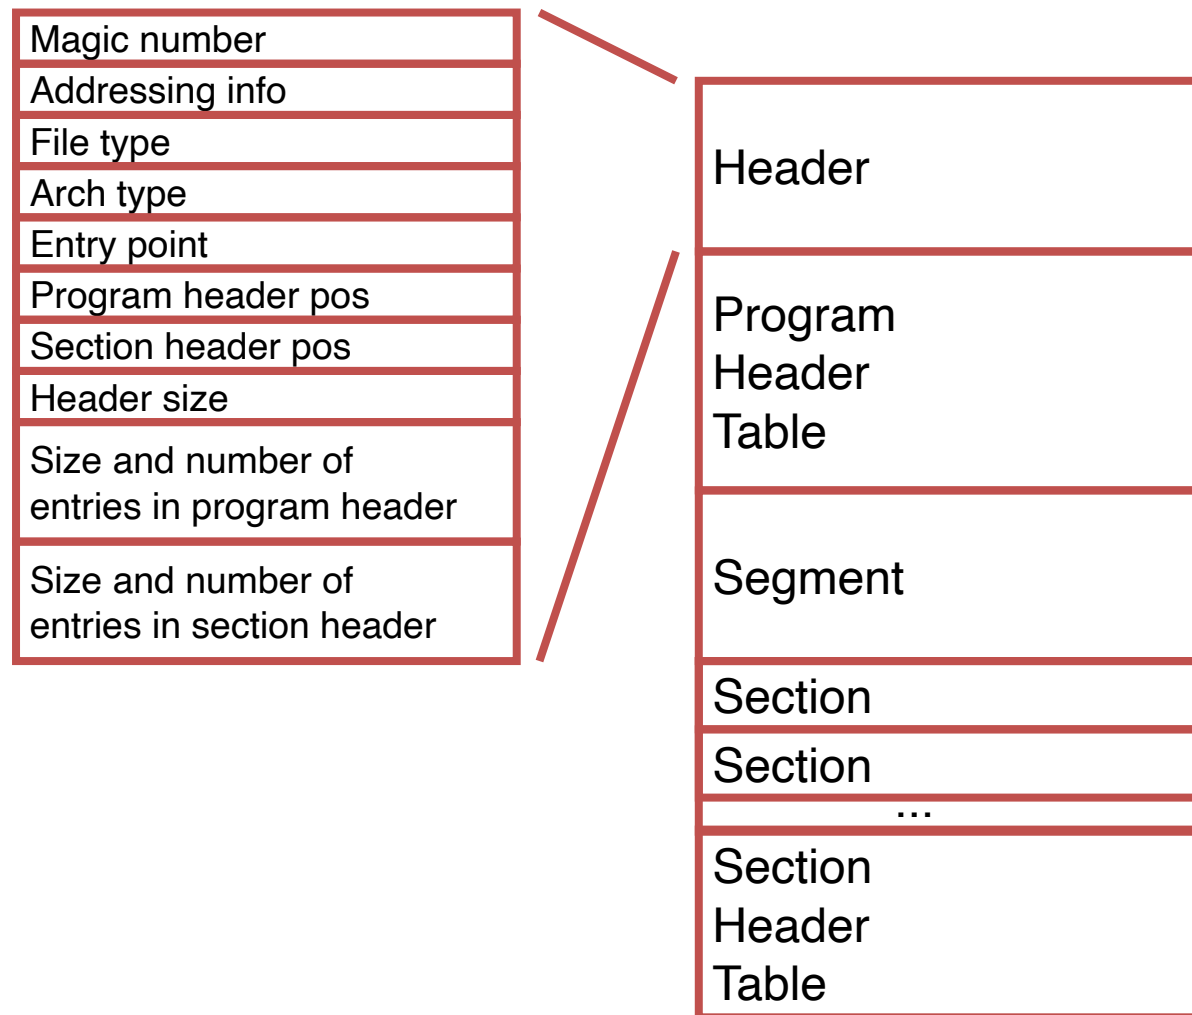 Magic number
Addressing info
File type
Arch type
Entry point
Program header pos
Section header pos
Header size
Size and number of
entries in program header
Size and number of
entries in section header
Header
Program
Header
Table
Segment
Section
Section
...
Section
Header
Table